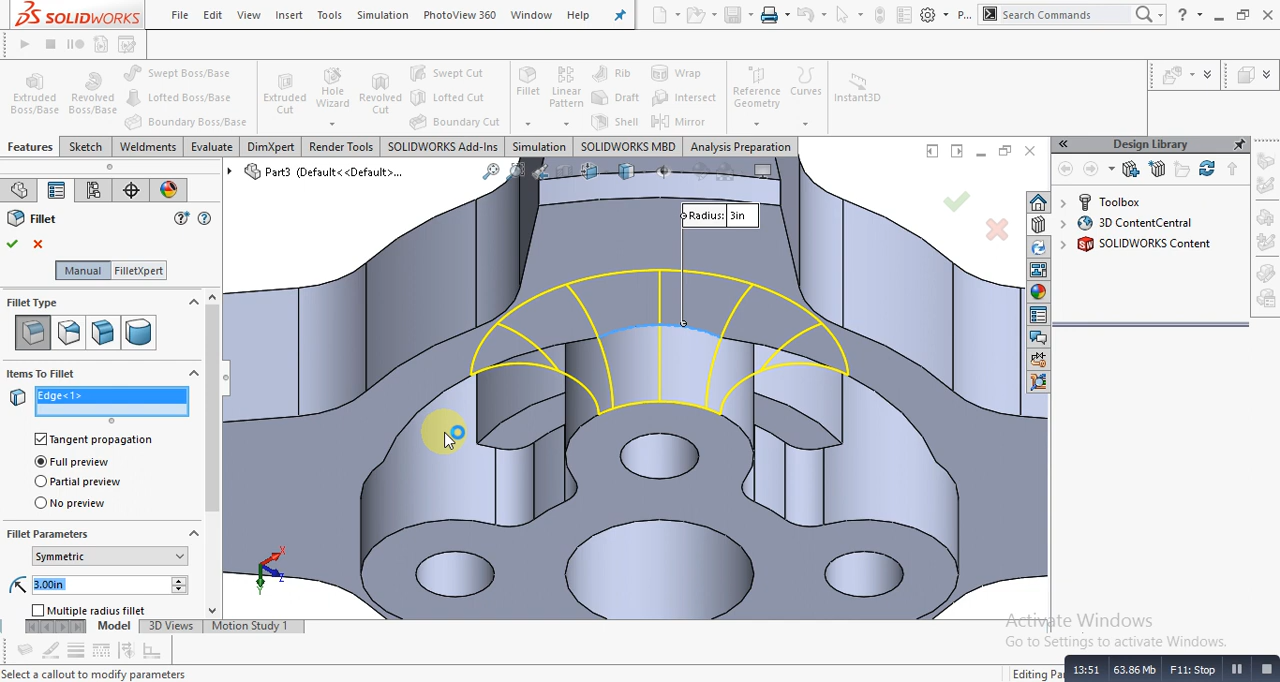 SOLIDWORKS
File Edit View Insert Tools Simulation PhotoView 360 Window Help
P...
Search Commands
Extruded Boss/Base
Revolved Boss/Base
Swept Boss/Base
Lofted Boss/Base
Boundary Boss/Base
Extruded Cut
Hole Wizard
Revolved Cut
Swept Cut
Lofted Cut
Boundary Cut
Fillet
Linear Pattern
Rib
Draft
Shell
Wrap
Intersect
Mirror
Reference Geometry
Curves
Instant3D
Features Sketch Weldments Evaluate DimXpert Render Tools SOLIDWORKS Add-Ins Simulati SOLIDWORKS MBD Analysis Preparation
Design Library
Part3 (Default<<Default>...
Toolbox
3D ContentCentral
SOLIDWORKS Content
Fillet
Manual FilletXpert
Fillet Type
Items To Fillet
Edge<1>
Tangent propagation
Full preview
Partial preview
No preview
Fillet Parameters
Symmetric
3.00in
Multiple radius fillet
Radius: 3in
X
Z
Y
Model 3D Views Motion Study 1
Activate Windows
Go to Settings to activate Windows.
Select a callout to modify parameters
Editing Pa
13:51 63.86 Mb F11: Stop